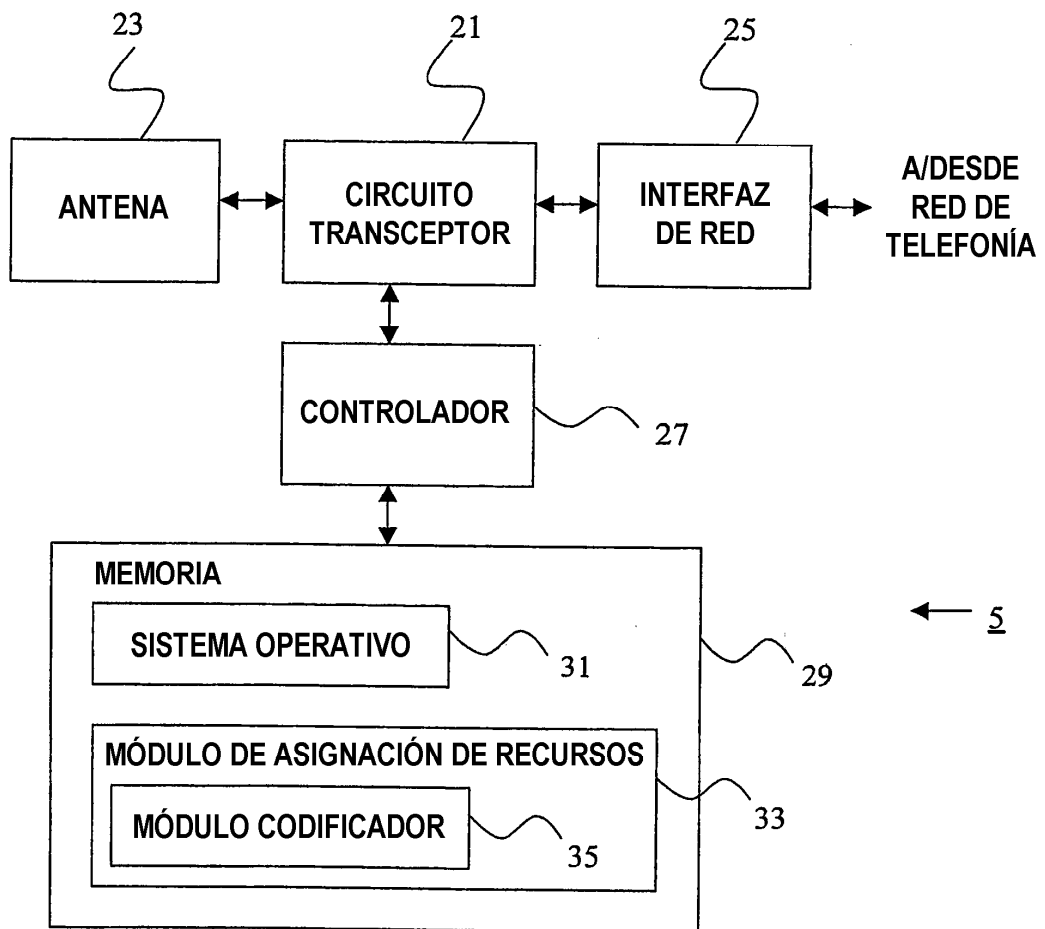 23
21
25
ANTENA
CIRCUITO
TRANSCEPTOR
INTERFAZ
DE RED
A/DESDE
RED DE
TELEFONÍA
CONTROLADOR
27
MEMORIA
SISTEMA OPERATIVO
31
29
5
MÓDULO DE ASIGNACIÓN DE RECURSOS
33
MÓDULO CODIFICADOR
35